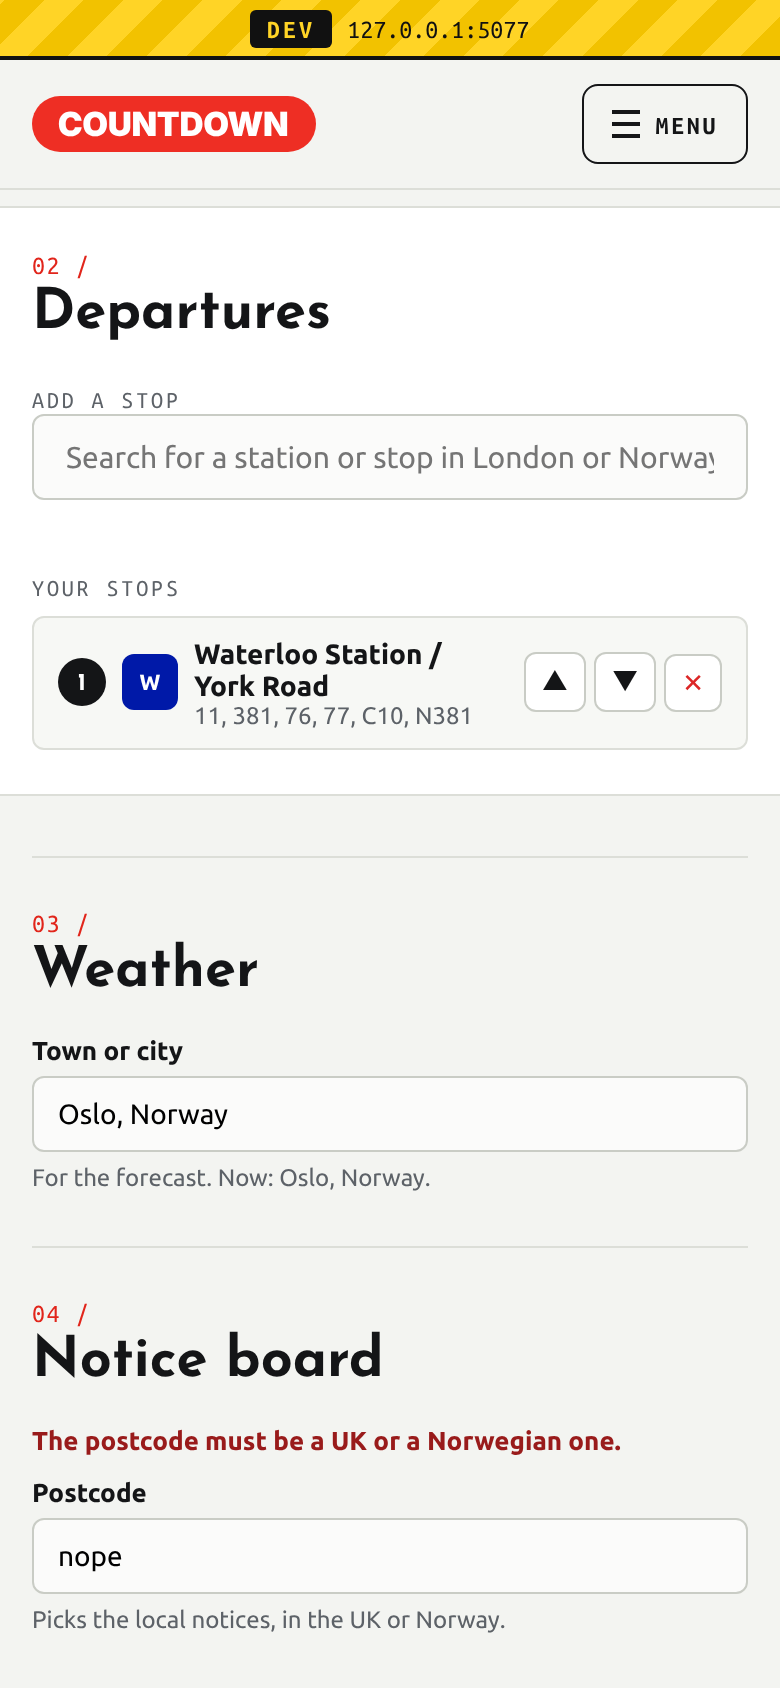 DEV 127.0.0.1:5077
COUNTDOWN
MENU
02 /
Departures
ADD A STOP
Search for a station or stop in London or Norway
YOUR STOPS
1 W Waterloo Station /
York Road
11, 381, 76, 77, C10, N381
03 /
Weather
Town or city
Oslo, Norway
For the forecast. Now: Oslo, Norway.
04 /
Notice board
The postcode must be a UK or a Norwegian one.
Postcode
nope
Picks the local notices, in the UK or Norway.